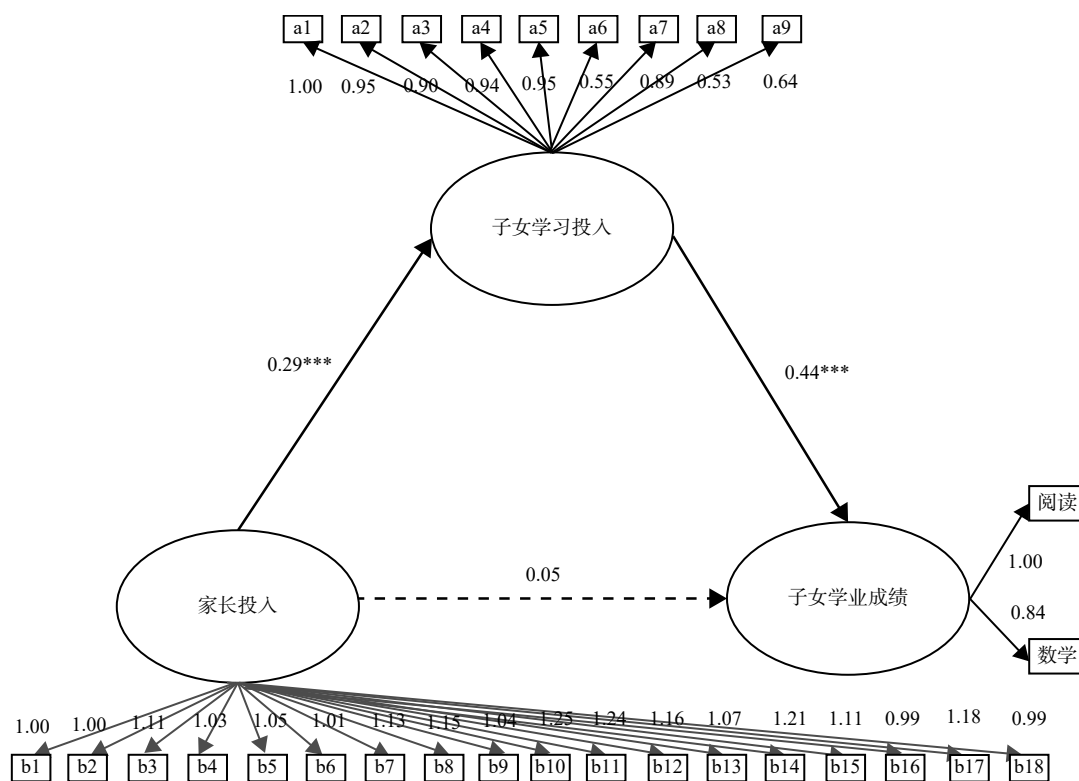 a1 a2 a3 a4 a5 a6 a7 a8 a9
1.00 0.95 0.90 0.94 0.95 0.55 0.89 0.53 0.64
子女学习投入
0.29***
0.44***
阅读
0.05
1.00
家长投入
子女学业成绩
0.84
数学
1.00 1.00 1.11 1.03 1.05 1.01 1.13 1.15 1.04 1.25 1.24 1.16 1.07 1.21 1.11 0.99 1.18 0.99
b1 b2 b3 b4 b5 b6 b7 b8 b9 b10 b11 b12 b13 b14 b15 b16 b17 b18